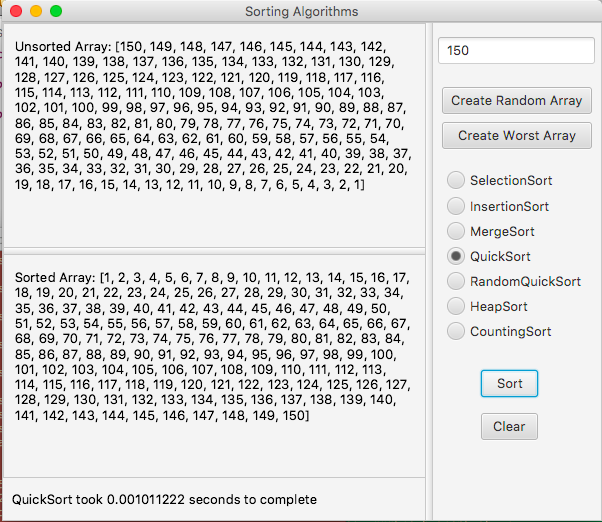 Sorting Algorithms
Unsorted Array: [150, 149, 148, 147, 146, 145, 144, 143, 142,
141, 140, 139, 138, 137, 136, 135, 134, 133, 132, 131, 130, 129,
128, 127, 126, 125, 124, 123, 122, 121, 120, 119, 118, 117, 116,
115, 114, 113, 112, 111, 110, 109, 108, 107, 106, 105, 104, 103,
102, 101, 100, 99, 98, 97, 96, 95, 94, 93, 92, 91, 90, 89, 88, 87,
86, 85, 84, 83, 82, 81, 80, 79, 78, 77, 76, 75, 74, 73, 72, 71, 70,
69, 68, 67, 66, 65, 64, 63, 62, 61, 60, 59, 58, 57, 56, 55, 54,
53, 52, 51, 50, 49, 48, 47, 46, 45, 44, 43, 42, 41, 40, 39, 38, 37,
36, 35, 34, 33, 32, 31, 30, 29, 28, 27, 26, 25, 24, 23, 22, 21, 20,
19, 18, 17, 16, 15, 14, 13, 12, 11, 10, 9, 8, 7, 6, 5, 4, 3, 2, 1]
Sorted Array: [1, 2, 3, 4, 5, 6, 7, 8, 9, 10, 11, 12, 13, 14, 15, 16, 17,
18, 19, 20, 21, 22, 23, 24, 25, 26, 27, 28, 29, 30, 31, 32, 33, 34,
35, 36, 37, 38, 39, 40, 41, 42, 43, 44, 45, 46, 47, 48, 49, 50,
51, 52, 53, 54, 55, 56, 57, 58, 59, 60, 61, 62, 63, 64, 65, 66, 67,
68, 69, 70, 71, 72, 73, 74, 75, 76, 77, 78, 79, 80, 81, 82, 83, 84,
85, 86, 87, 88, 89, 90, 91, 92, 93, 94, 95, 96, 97, 98, 99, 100,
101, 102, 103, 104, 105, 106, 107, 108, 109, 110, 111, 112, 113,
114, 115, 116, 117, 118, 119, 120, 121, 122, 123, 124, 125, 126, 127,
128, 129, 130, 131, 132, 133, 134, 135, 136, 137, 138, 139, 140,
141, 142, 143, 144, 145, 146, 147, 148, 149, 150]
QuickSort took 0.001011222 seconds to complete
150
Create Random Array
Create Worst Array
SelectionSort
InsertionSort
MergeSort
QuickSort
RandomQuickSort
HeapSort
CountingSort
Sort
Clear